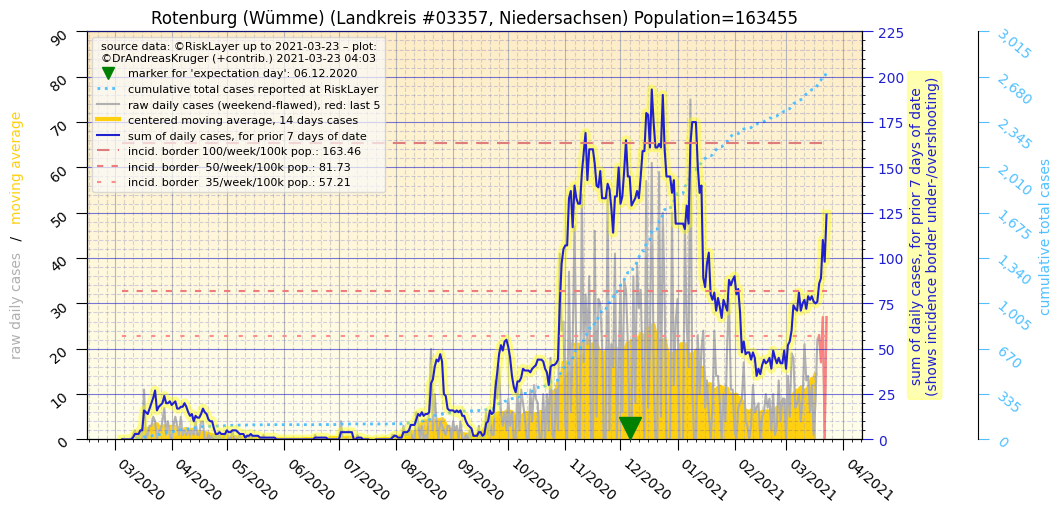 Rotenburg (Wümme) (Landkreis #03357, Niedersachsen) Population=163455
source data: ©RiskLayer up to 2021-03-23 – plot:
©DrAndreasKruger (+contrib.) 2021-03-23 04:03
marker for 'expectation day': 06.12.2020
cumulative total cases reported at RiskLayer
raw daily cases (weekend-flawed), red: last 5
centered moving average, 14 days cases
sum of daily cases, for prior 7 days of date
incid. border 100/week/100k pop.: 163.46
incid. border  50/week/100k pop.: 81.73
incid. border  35/week/100k pop.: 57.21
raw daily cases / moving average
90
80
70
60
50
40
30
20
10
0
225
200
175
150
125
100
75
50
25
0
sum of daily cases, for prior 7 days of date
(shows incidence border under-/overshooting)
3,015
2,680
2,345
2,010
1,675
1,340
1,005
670
335
0
cumulative total cases
03/2020
04/2020
05/2020
06/2020
07/2020
08/2020
09/2020
10/2020
11/2020
12/2020
01/2021
02/2021
03/2021
04/2021